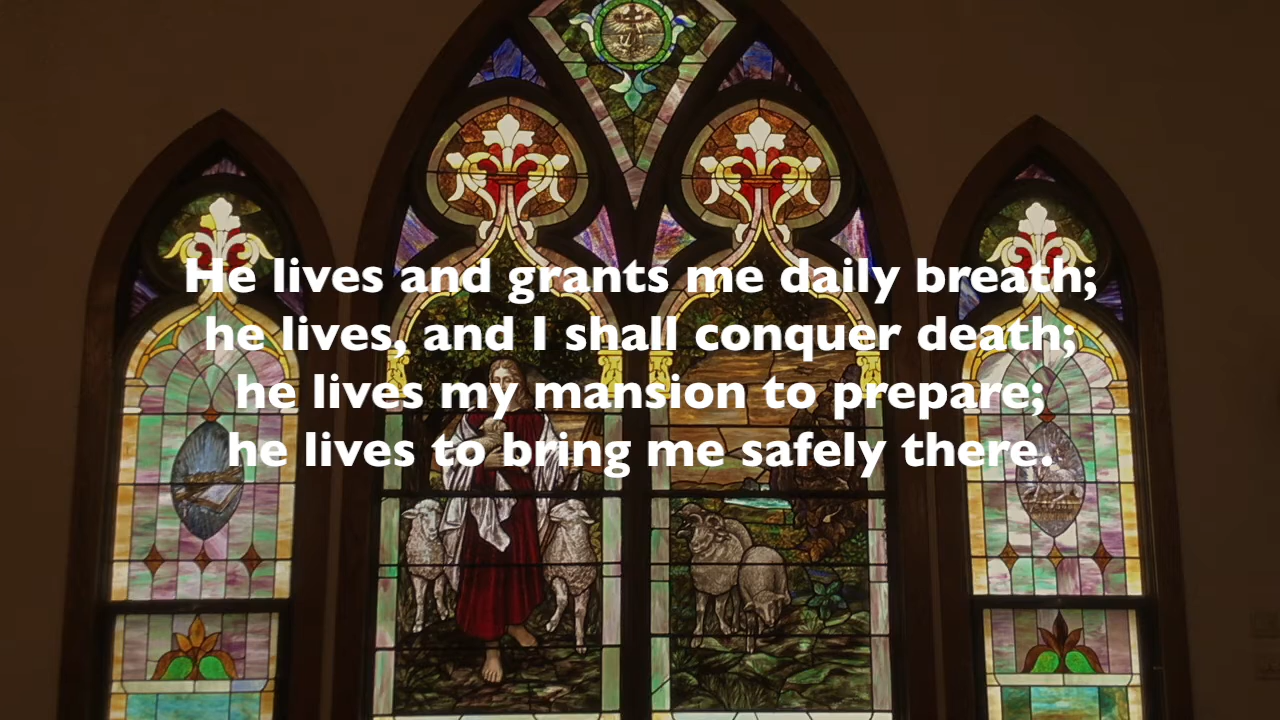 He lives and grants me daily breath;
he lives, and I shall conquer death;
he lives my mansion to prepare;
he lives to bring me safely there.